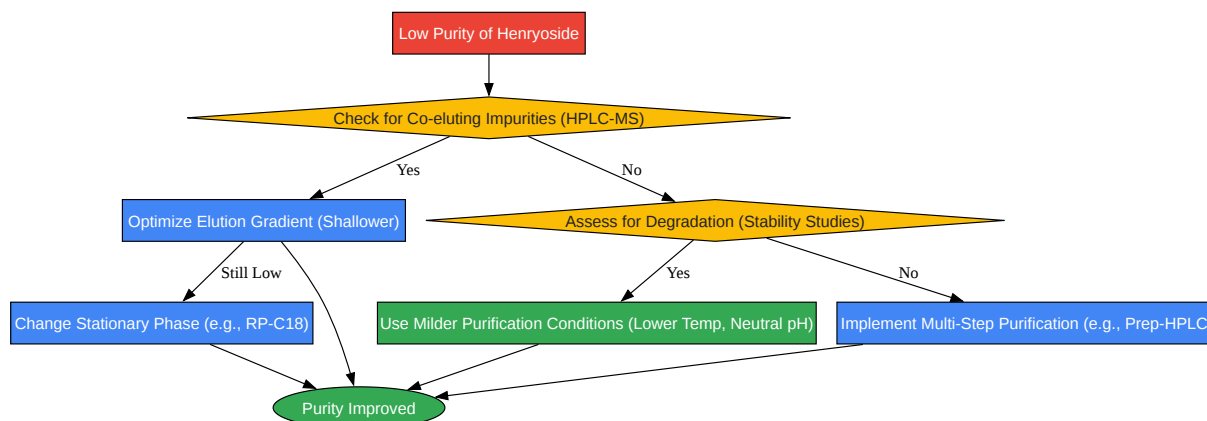 Low Purity of Henryoside
Check for Co-eluting Impurities (HPLC-MS)
Yes
No
Optimize Elution Gradient (Shallower)
Assess for Degradation (Stability Studies)
Still Low
Yes
No
Change Stationary Phase (e.g., RP-C18)
Use Milder Purification Conditions (Lower Temp, Neutral pH)
Implement Multi-Step Purification (e.g., Prep-HPLC
Purity Improved